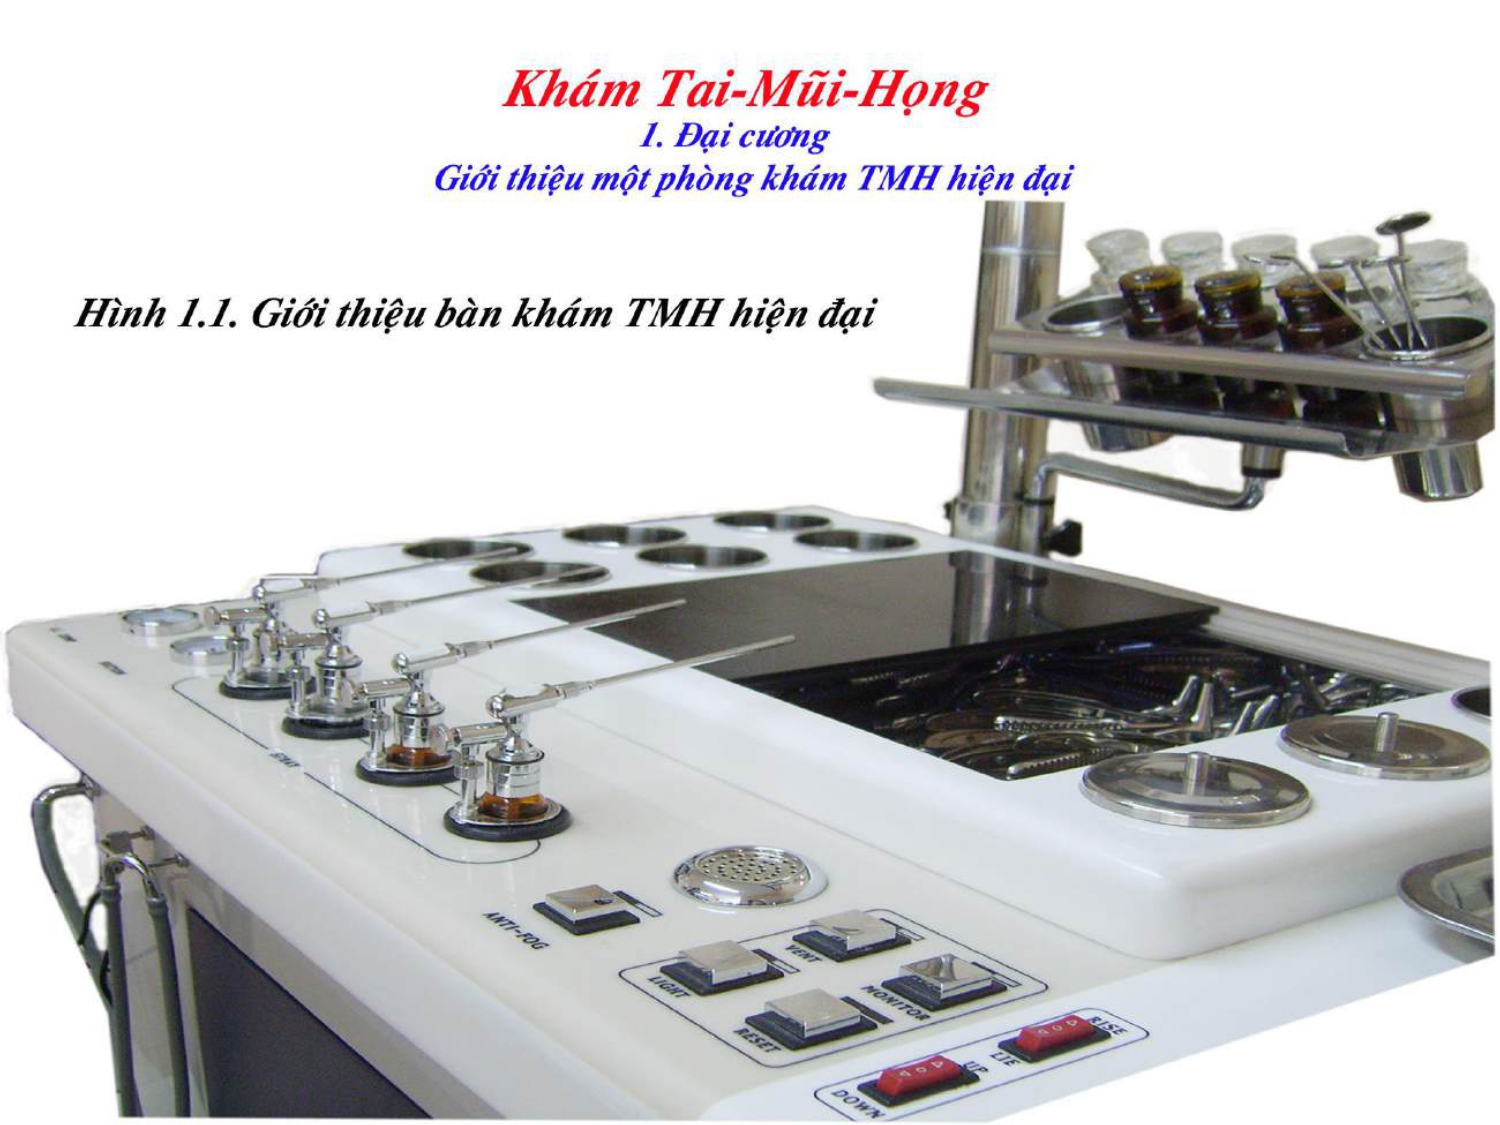 Khám Tai-Mũi-Họng
1. Đại cương
Giới thiệu một phòng khám TMH hiện đại
Hình 1.1. Giới thiệu bàn khám TMH hiện đại
SPRAY
ANTI-FOG
VENT
LIGHT
MONITOR
RESET
RISE
LIE
UP
DOWN